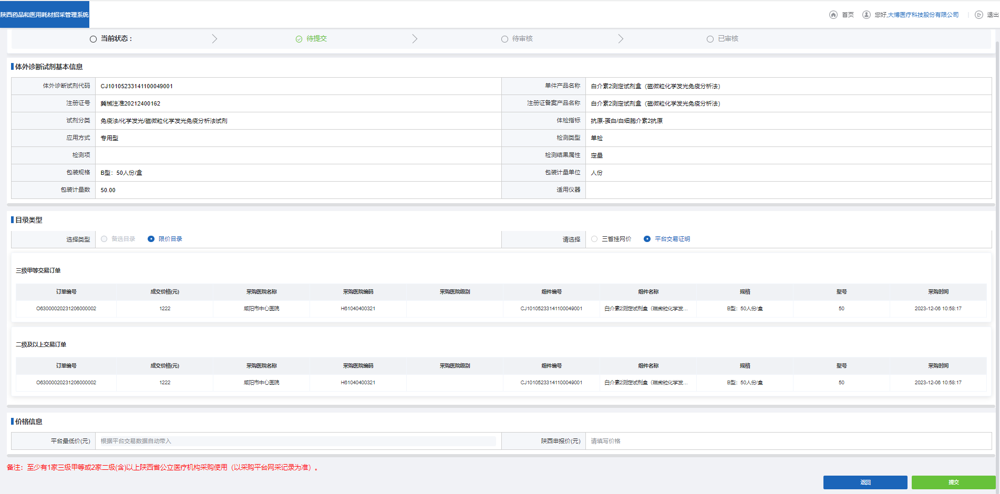 陕西药品和医用耗材招采管理系统
首页 您好,大博医疗科技股份有限公司 退出
当前状态： 待提交 待审核 已审核
体外诊断试剂基本信息
体外诊断试剂代码 CJ10105233141100049001 单件产品名称 白介素2测定试剂盒（磁微粒化学发光免疫分析法）
注册证号 冀械注准20212400162 注册证备案产品名称 白介素2测定试剂盒（磁微粒化学发光免疫分析法）
试剂分类 免疫法/化学发光/磁微粒化学发光免疫分析法试剂 体检指标 抗原-蛋白/白细胞介素2抗原
应用方式 专用型 检测类型 单检
检测项 检测结果属性 定量
包装规格 B型：50人份/盒 包装计量单位 人份
包装计量数 50.00 适用仪器
目录类型
选择类型 备选目录 限价目录 请选择 三省挂网价 平台交易证明
三级甲等交易订单
订单编号 成交价格(元) 采购医院名称 采购医院编码 采购医院级别 组件编号 组件名称 规格 型号 采购时间
O63000020231206000002 1222 咸阳市中心医院 H61040400321 CJ10105233141100049001 白介素2测定试剂盒（磁微粒化学发... B型：50人份/盒 50 2023-12-06 10:58:17
二级及以上交易订单
订单编号 成交价格(元) 采购医院名称 采购医院编码 采购医院级别 组件编号 组件名称 规格 型号 采购时间
O63000020231206000002 1222 咸阳市中心医院 H61040400321 CJ10105233141100049001 白介素2测定试剂盒（磁微粒化学发... B型：50人份/盒 50 2023-12-06 10:58:17
价格信息
平台最低价(元) 根据平台交易数据自动带入 陕西申报价(元) 请填写价格
备注：至少有1家三级甲等或2家二级(含)以上陕西省公立医疗机构采购使用（以采购平台网采记录为准）。
返回 提交